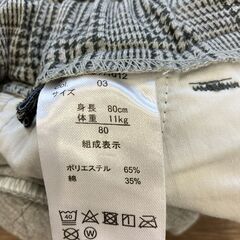 サイズ 03
身長 80cm
体重 11kg
80
組成表示
ポリエステル 65%
綿 35%
40